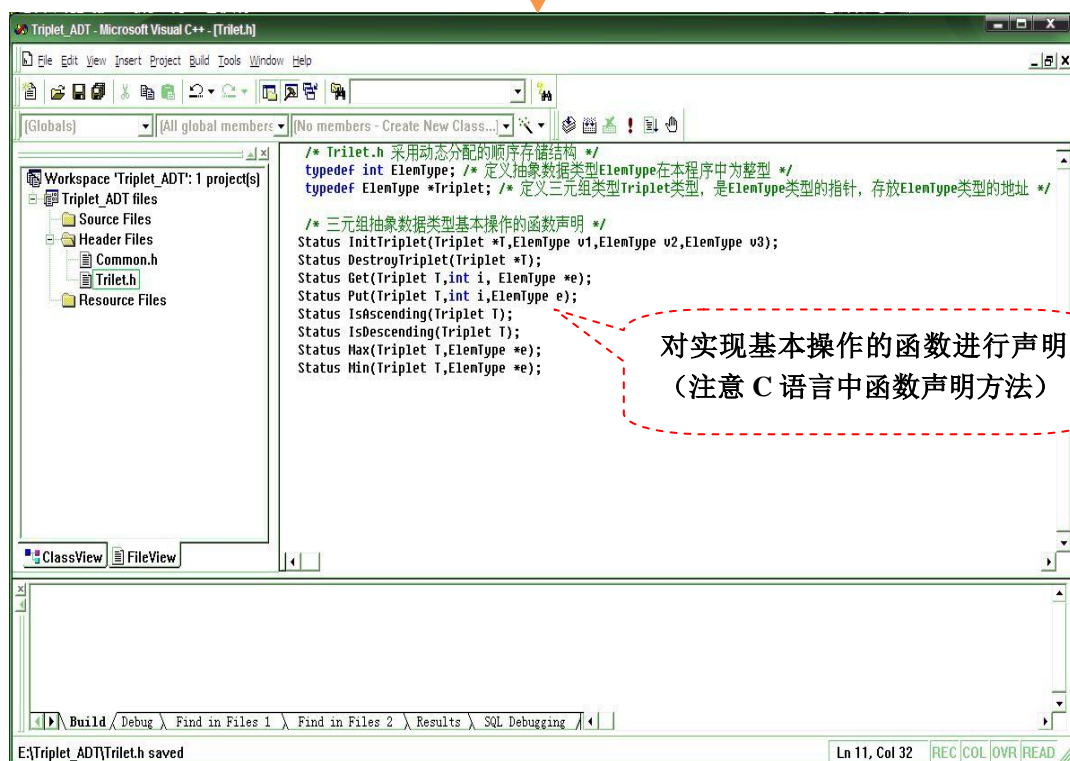 Triplet_ADT - Microsoft Visual C++ - [Trilet.h]
File Edit View Insert Project Build Tools Window Help
(Globals) [All global members (No members - Create New Class...)
/* Trilet.h 采用动态分配的顺序存储结构 */
typedef int ElemType; /* 定义抽象数据类型ElemType在本程序中为整型 */
typedef ElemType *Triplet; /* 定义三元组类型Triplet类型，是ElemType类型的指针，存放ElemType类型的地址 */
/* 三元组抽象数据类型基本操作的函数声明 */
Status InitTriplet(Triplet *T,ElemType v1,ElemType v2,ElemType v3);
Status DestroyTriplet(Triplet *T);
Status Get(Triplet T,int i, ElemType *e);
Status Put(Triplet T,int i,ElemType e);
Status IsAscending(Triplet T);
Status IsDescending(Triplet T);
Status Max(Triplet T,ElemType *e);
Status Min(Triplet T,ElemType *e);
Workspace 'Triplet_ADT': 1 project(s)
Triplet_ADT files
Source Files
Header Files
Common.h
Trilet.h
Resource Files
对实现基本操作的函数进行声明
（注意 C 语言中函数声明方法）
ClassView FileView
Build Debug Find in Files 1 Find in Files 2 Results SQL Debugging
E:\Triplet_ADT\Trilet.h saved Ln 11, Col 32 REC COL OVR READ